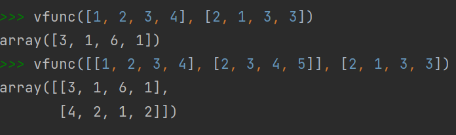 >>> vfunc([1, 2, 3, 4], [2, 1, 3, 3])
array([3, 1, 6, 1])
>>> vfunc([[1, 2, 3, 4], [2, 3, 4, 5]], [2, 1, 3, 3])
array([[3, 1, 6, 1],
       [4, 2, 1, 2]])